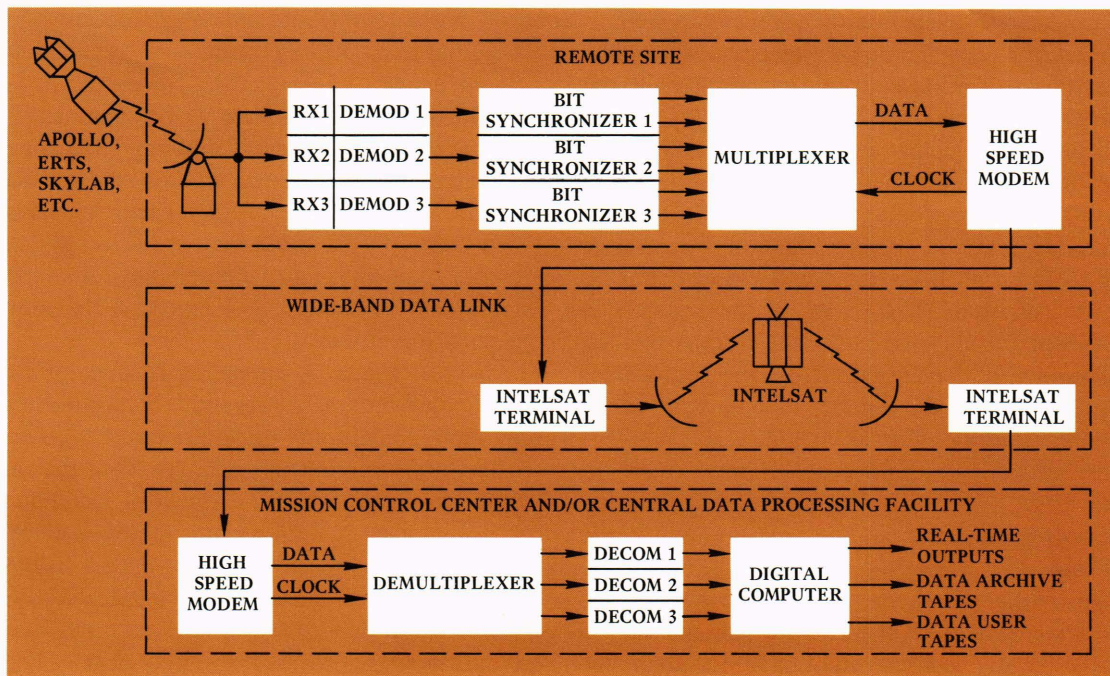 REMOTE SITE
APOLLO,
ERTS,
SKYLAB,
ETC.
RX1 DEMOD 1
RX2 DEMOD 2
RX3 DEMOD 3
BIT
SYNCHRONIZER 1
BIT
SYNCHRONIZER 2
BIT
SYNCHRONIZER 3
MULTIPLEXER
DATA
CLOCK
HIGH
SPEED
MODEM
WIDE-BAND DATA LINK
INTELSAT
TERMINAL
INTELSAT
INTELSAT
TERMINAL
MISSION CONTROL CENTER AND/OR CENTRAL DATA PROCESSING FACILITY
HIGH
SPEED
MODEM
DATA
CLOCK
DEMULTIPLEXER
DECOM 1
DECOM 2
DECOM 3
DIGITAL
COMPUTER
REAL-TIME
OUTPUTS
DATA ARCHIVE
TAPES
DATA USER
TAPES